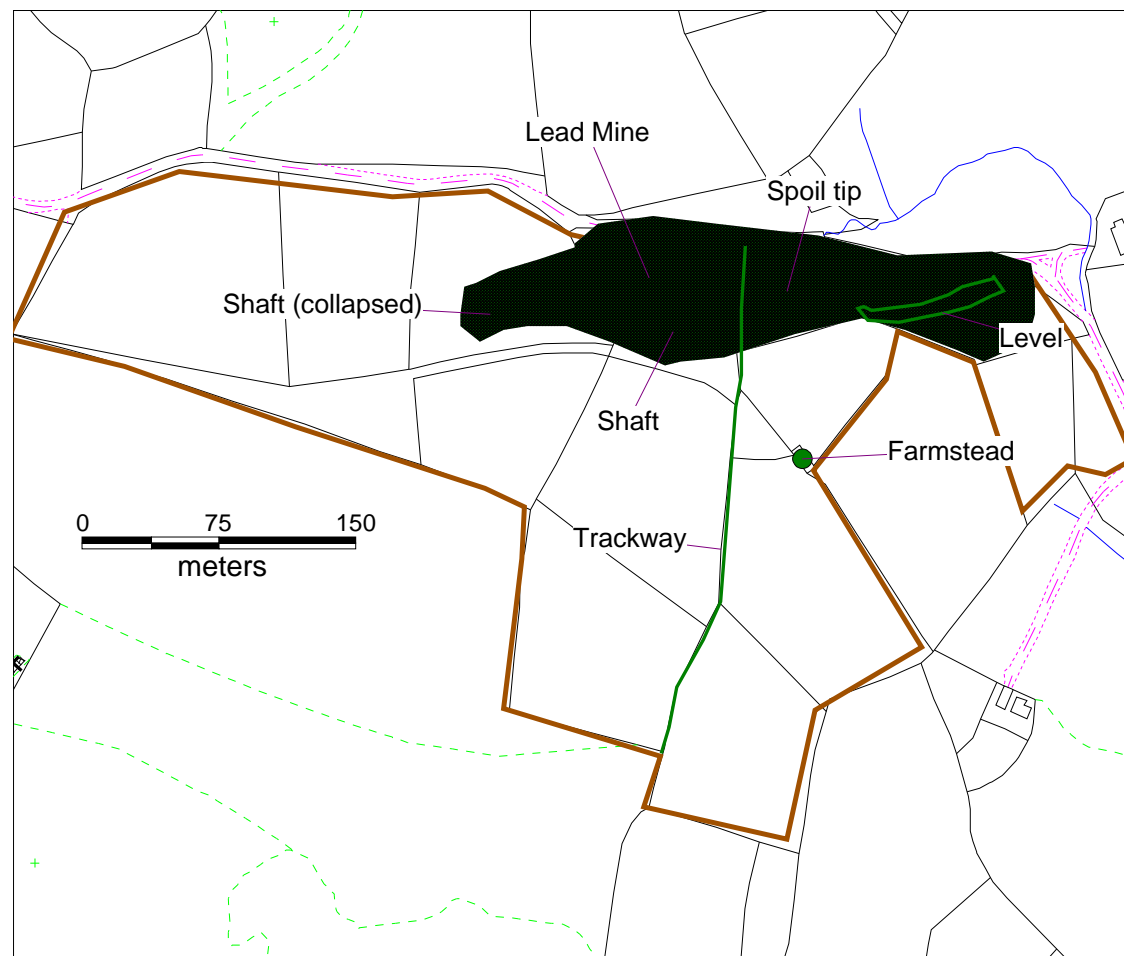 Lead Mine
Spoil tip
Shaft (collapsed)
Level
Shaft
Farmstead
0 75 150
meters
Trackway